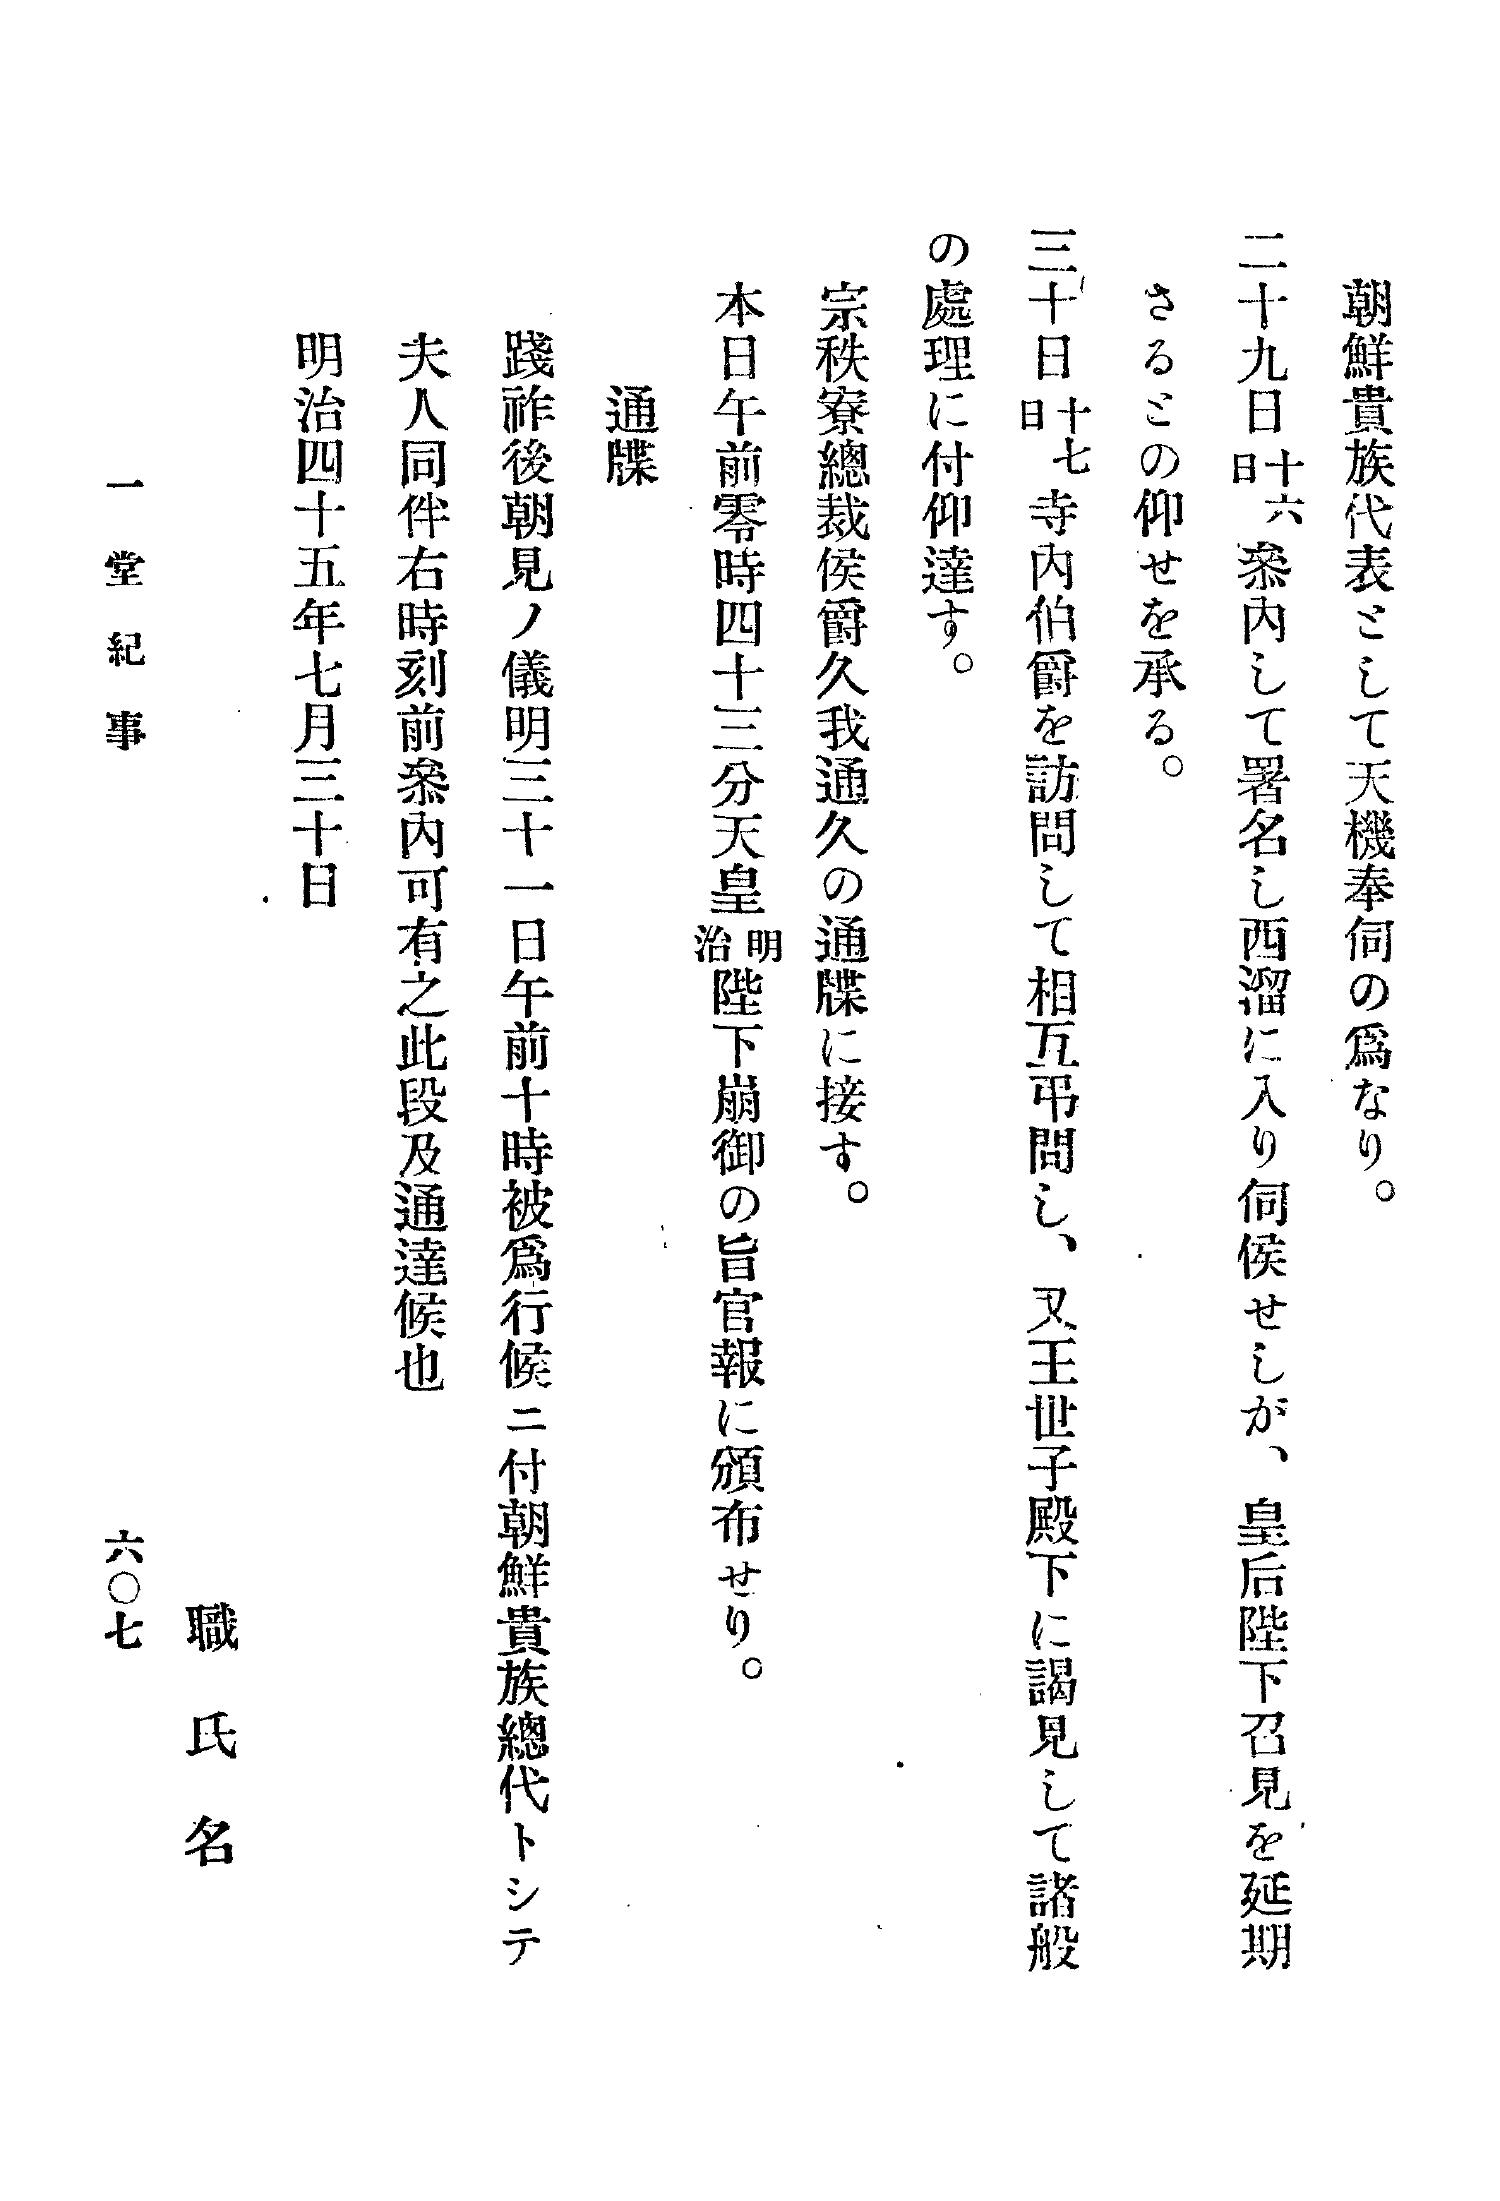 朝鮮貴族代表として天機奉伺の爲なり。
二十九日十六日叅內して署名し西溜に入り伺侯せしが、皇后陛下召見を延期
さるとの仰せを承る。
三十日十七日寺內伯爵を訪問して相互弔問し、又王世子殿下に謁見して諸般
の處理に付仰達す。
宗秩寮總裁侯爵久我通久の通牒に接す。
本日午前零時四十三分天皇明治陛下崩御の旨官報に頒布せり。
通牒
踐祚後朝見ノ儀明三十一日午前十時被爲行候ニ付朝鮮貴族總代トシテ
夫人同伴右時刻前叅內可有之此段及通達候也
明治四十五年七月三十日
職氏名
一堂紀事
六〇七